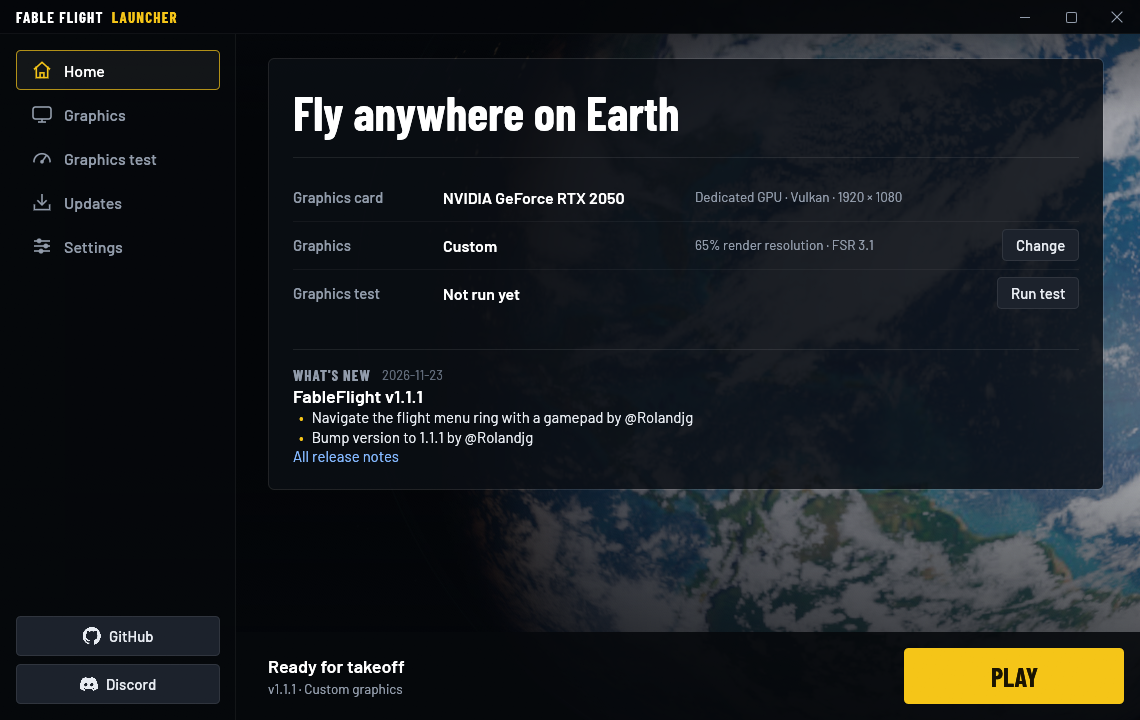 FABLE FLIGHT LAUNCHER
Home
Graphics
Graphics test
Updates
Settings
GitHub
Discord
Fly anywhere on Earth
Graphics card NVIDIA GeForce RTX 2050 Dedicated GPU · Vulkan · 1920 × 1080
Graphics Custom 65% render resolution · FSR 3.1 Change
Graphics test Not run yet Run test
WHAT'S NEW 2026-11-23
FableFlight v1.1.1
• Navigate the flight menu ring with a gamepad by @Rolandjg
• Bump version to 1.1.1 by @Rolandjg
All release notes
Ready for takeoff
v1.1.1 · Custom graphics
PLAY